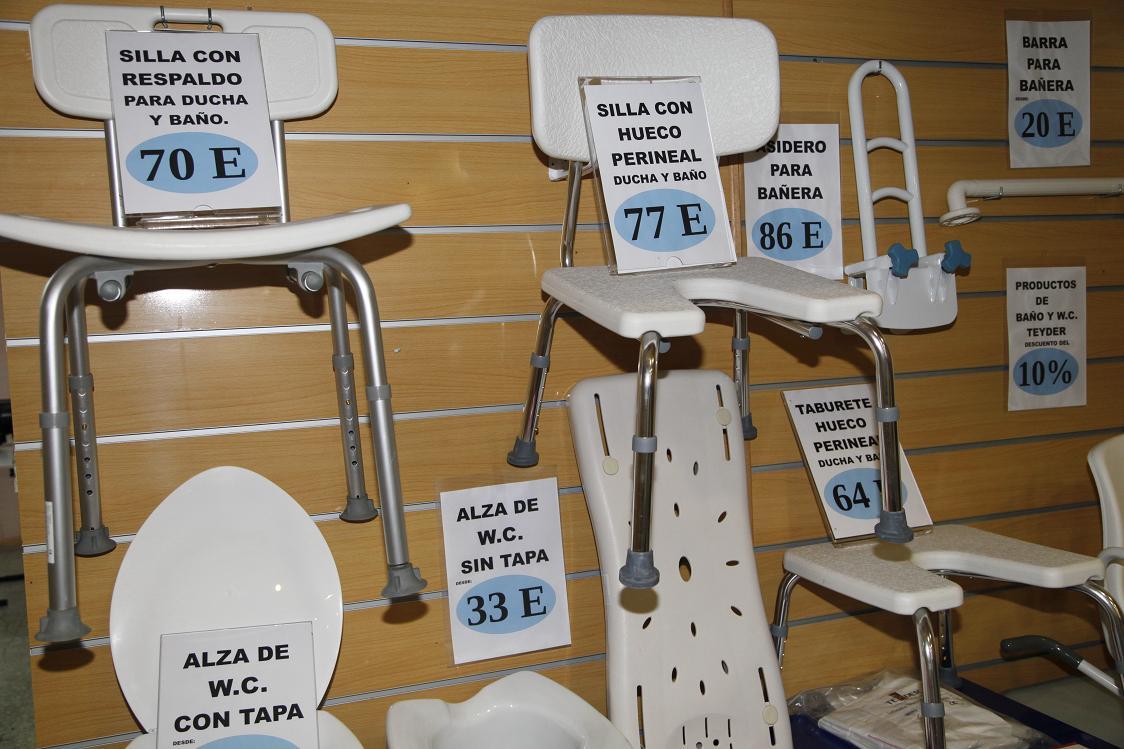 SILLA CON
RESPALDO
PARA DUCHA
Y BAÑO.
70 E
SILLA CON
HUECO
PERINEAL
DUCHA Y BAÑO
77 E
ASIDERO
PARA
BAÑERA
86 E
BARRA
PARA
BAÑERA
DESDE:
20 E
PRODUCTOS
DE
BAÑO Y W.C.
TEYDER
DESCUENTO DEL
10%
TABURETE
HUECO
PERINEAL
DUCHA Y BAÑO
64
ALZA DE
W.C.
SIN TAPA
DESDE:
33 E
ALZA DE
W.C.
CON TAPA
DESDE: